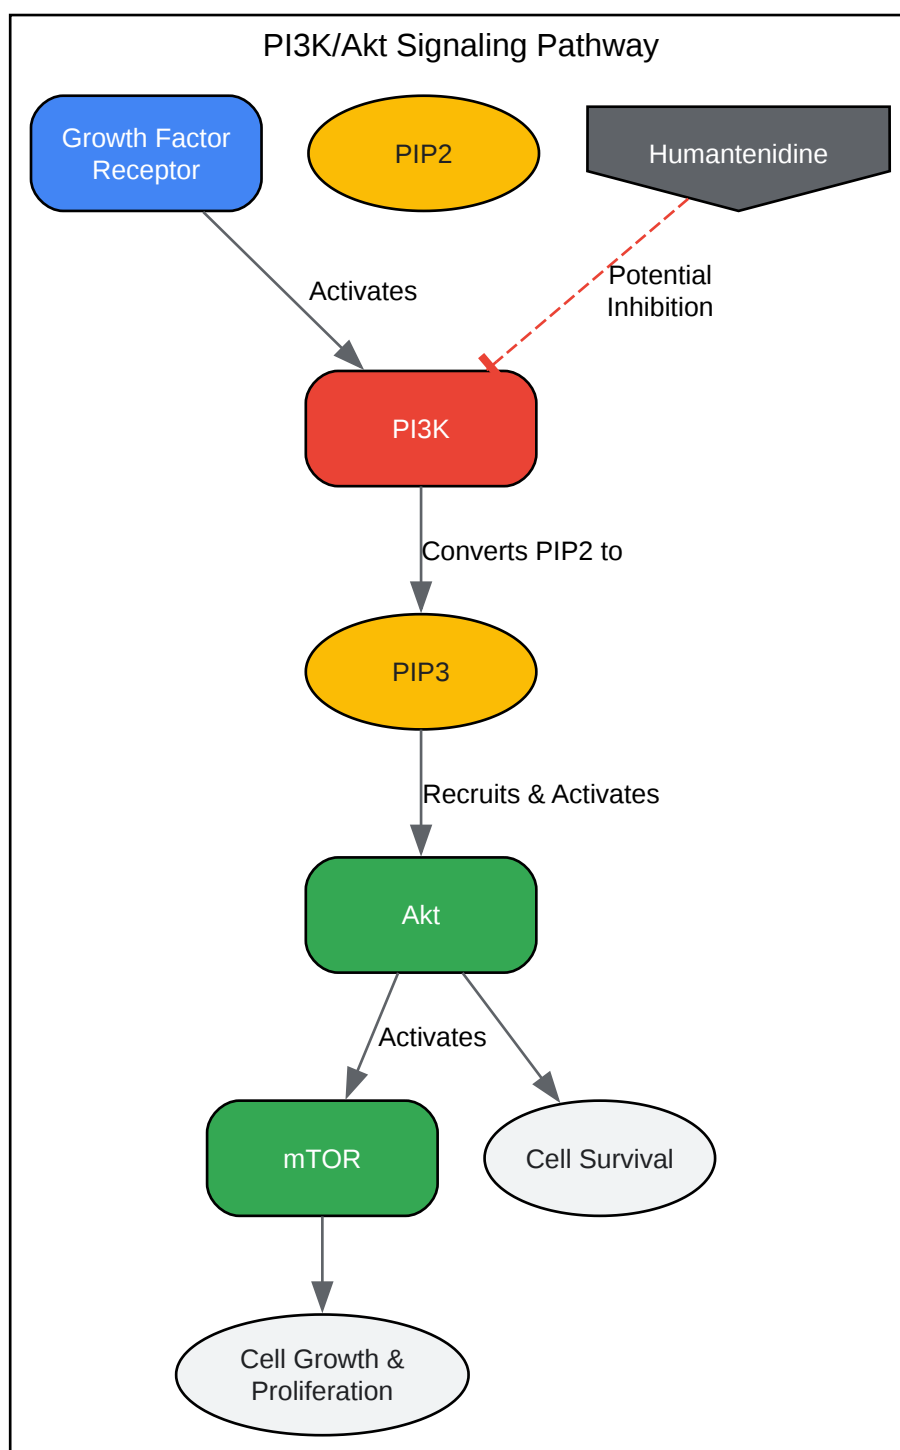 PI3K/Akt Signaling Pathway
Growth Factor
Receptor
PIP2
Humantenidine
Activates
Potential
Inhibition
PI3K
Converts PIP2 to
PIP3
Recruits & Activates
Akt
Activates
mTOR
Cell Survival
Cell Growth &
Proliferation